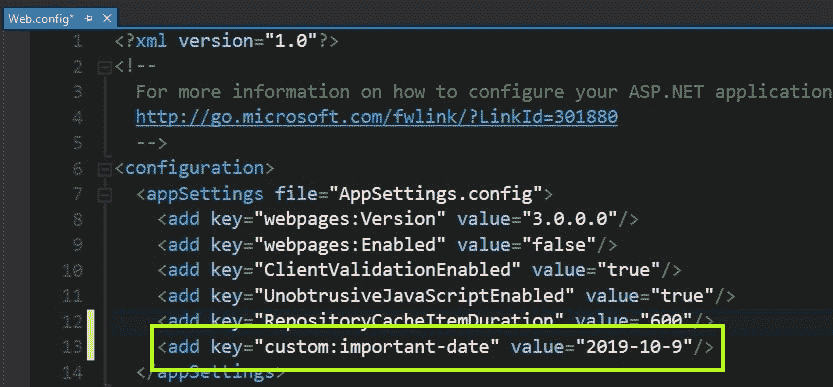 Web.config*
1 <?xml version="1.0"?>
2 <!--
3 For more information on how to configure your ASP.NET application
4 http://go.microsoft.com/fwlink/?LinkId=301880
5 -->
6 <configuration>
7 <appSettings file="AppSettings.config">
8 <add key="webpages:Version" value="3.0.0.0"/>
9 <add key="webpages:Enabled" value="false"/>
10 <add key="ClientValidationEnabled" value="true"/>
11 <add key="UnobtrusiveJavaScriptEnabled" value="true"/>
12 <add key="RepositoryCacheItemDuration" value="600"/>
13 <add key="custom:important-date" value="2019-10-9"/>
14 </appSettings>